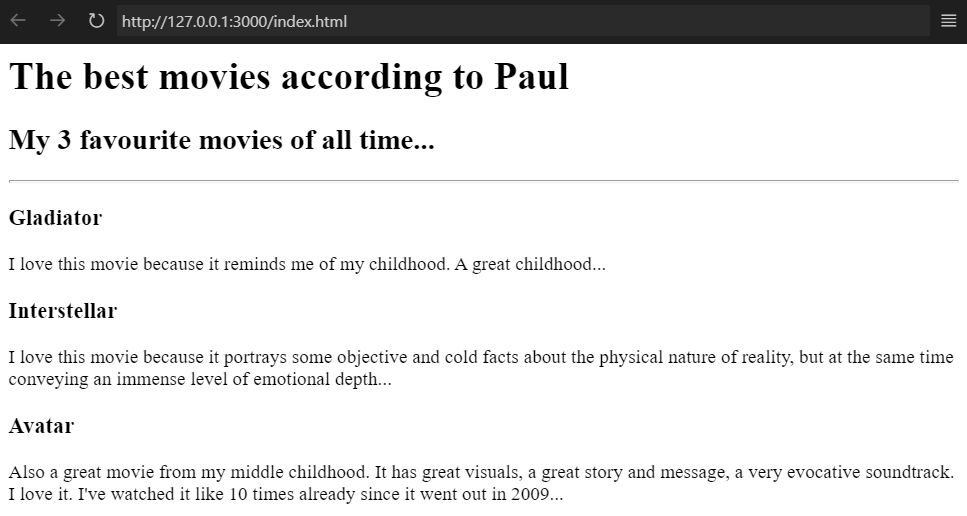 http://127.0.0.1:3000/index.html
The best movies according to Paul
My 3 favourite movies of all time...
Gladiator
I love this movie because it reminds me of my childhood. A great childhood...
Interstellar
I love this movie because it portrays some objective and cold facts about the physical nature of reality, but at the same time
conveying an immense level of emotional depth...
Avatar
Also a great movie from my middle childhood. It has great visuals, a great story and message, a very evocative soundtrack.
I love it. I've watched it like 10 times already since it went out in 2009...